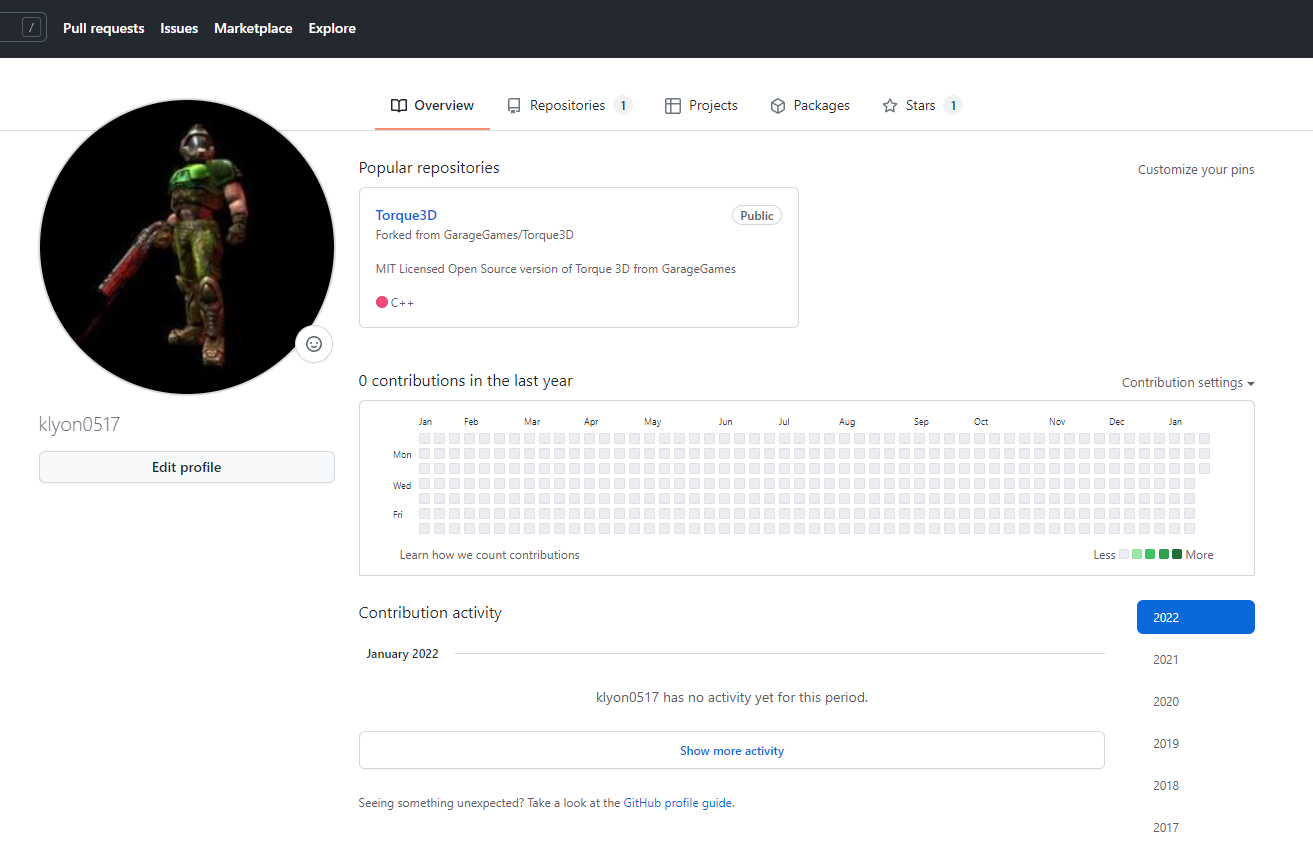 / Pull requests Issues Marketplace Explore
Overview Repositories 1 Projects Packages Stars 1
Popular repositories
Customize your pins
Torque3D Public
Forked from GarageGames/Torque3D
MIT Licensed Open Source version of Torque 3D from GarageGames
C++
klyon0517
Edit profile
0 contributions in the last year
Contribution settings
Jan Feb Mar Apr May Jun Jul Aug Sep Oct Nov Dec Jan
Mon
Wed
Fri
Learn how we count contributions
Less More
Contribution activity
January 2022
klyon0517 has no activity yet for this period.
Show more activity
Seeing something unexpected? Take a look at the GitHub profile guide.
2022
2021
2020
2019
2018
2017